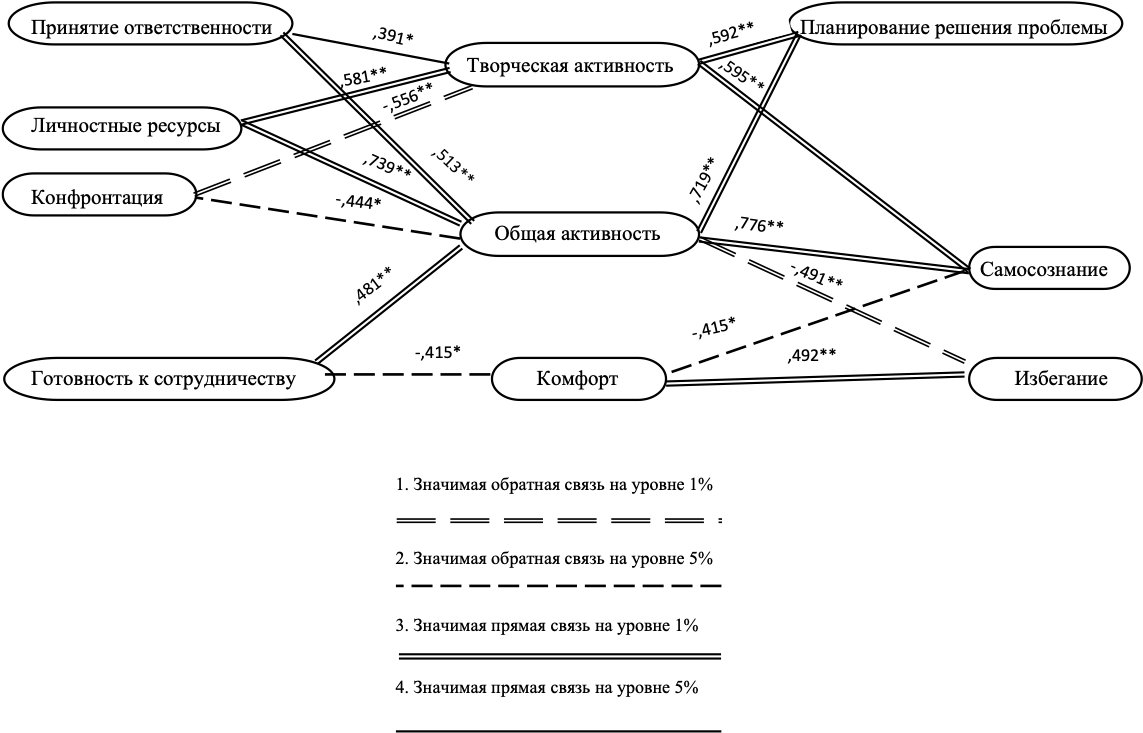 Принятие ответственности
,391*
Творческая активность
,592**
Планирование решения проблемы
,581**
,595**
-,556**
Личностные ресурсы
,739**
,513**
,719**
Конфронтация
-,444*
Общая активность
,776**
-,491**
Самосознание
,481**
-,415*
-,415*
,492**
Готовность к сотрудничеству
Комфорт
Избегание
1. Значимая обратная связь на уровне 1%
2. Значимая обратная связь на уровне 5%
3. Значимая прямая связь на уровне 1%
4. Значимая прямая связь на уровне 5%